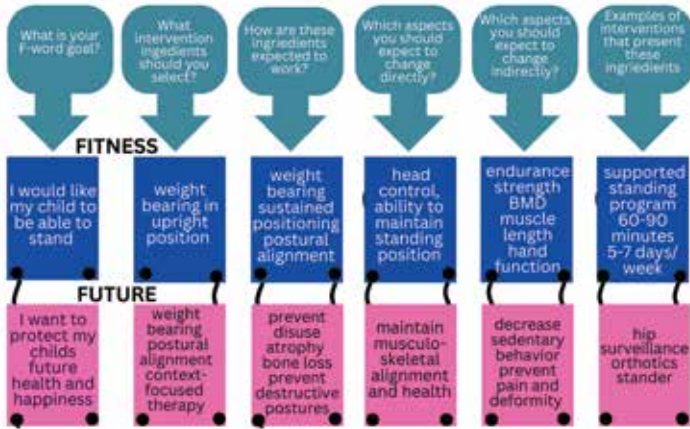 What is your
F-word goal?
What
intervention
ingedients
should you
select?
How are these
ingriedients
expected to
work?
Which aspects
you should
expect to
change
directly?
Which aspects
you should
expect to
change
indirectly?
Examples of
interventions
that present
these
ingriedients
FITNESS
I would like
my child to
be able to
stand
weight
bearing in
upright
position
weight
bearing
sustained
positioning
postural
alignment
head
control,
ability to
maintain
standing
position
endurance
strength
BMD
muscle
length
hand
function
supported
standing
program
60-90
minutes
5-7 days/
week
FUTURE
I want to
protect my
childs
future
health and
happiness
weight
bearing
postural
alignment
context-
focused
therapy
prevent
disuse
atrophy
bone loss
prevent
destructive
postures
maintain
musculo-
skeletal
alignment
and health
decrease
sedentary
behavior
prevent
pain and
deformity
hip
surveillance
orthotics
stander